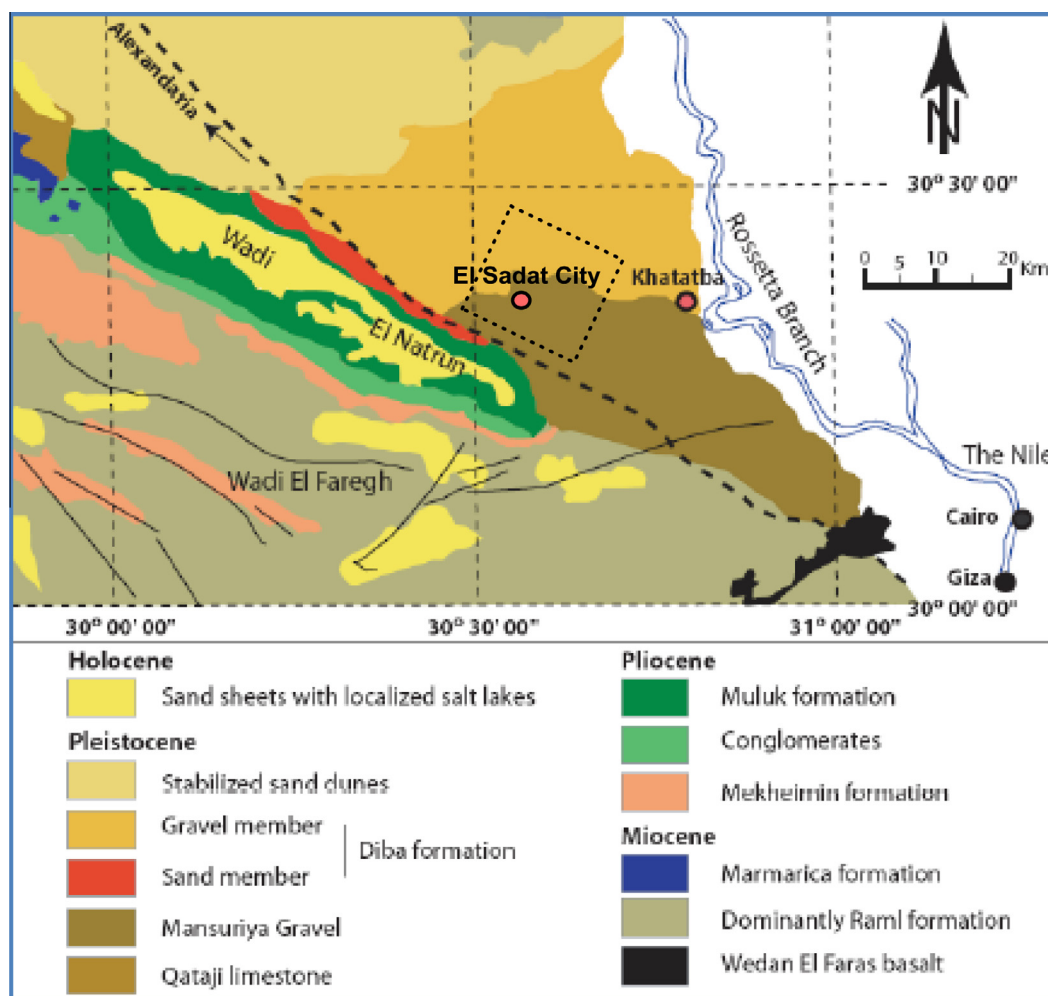 Alexandaria
N
30° 30' 00"
Wadi
El Sadat City
Khatatba
0 5 10 20
Km
El Natrun
Rossetta Branch
Wadi El Faregh
The Nile
Cairo
Giza
30° 00' 00"
30° 00' 00"
30° 30' 00"
31° 00' 00"
Holocene
Sand sheets with localized salt lakes
Pleistocene
Stabilized sand dunes
Gravel member
Diba formation
Sand member
Mansuriya Gravel
Qataji limestone
Pliocene
Muluk formation
Conglomerates
Mekheimin formation
Miocene
Marmarica formation
Dominantly Raml formation
Wedan El Faras basalt